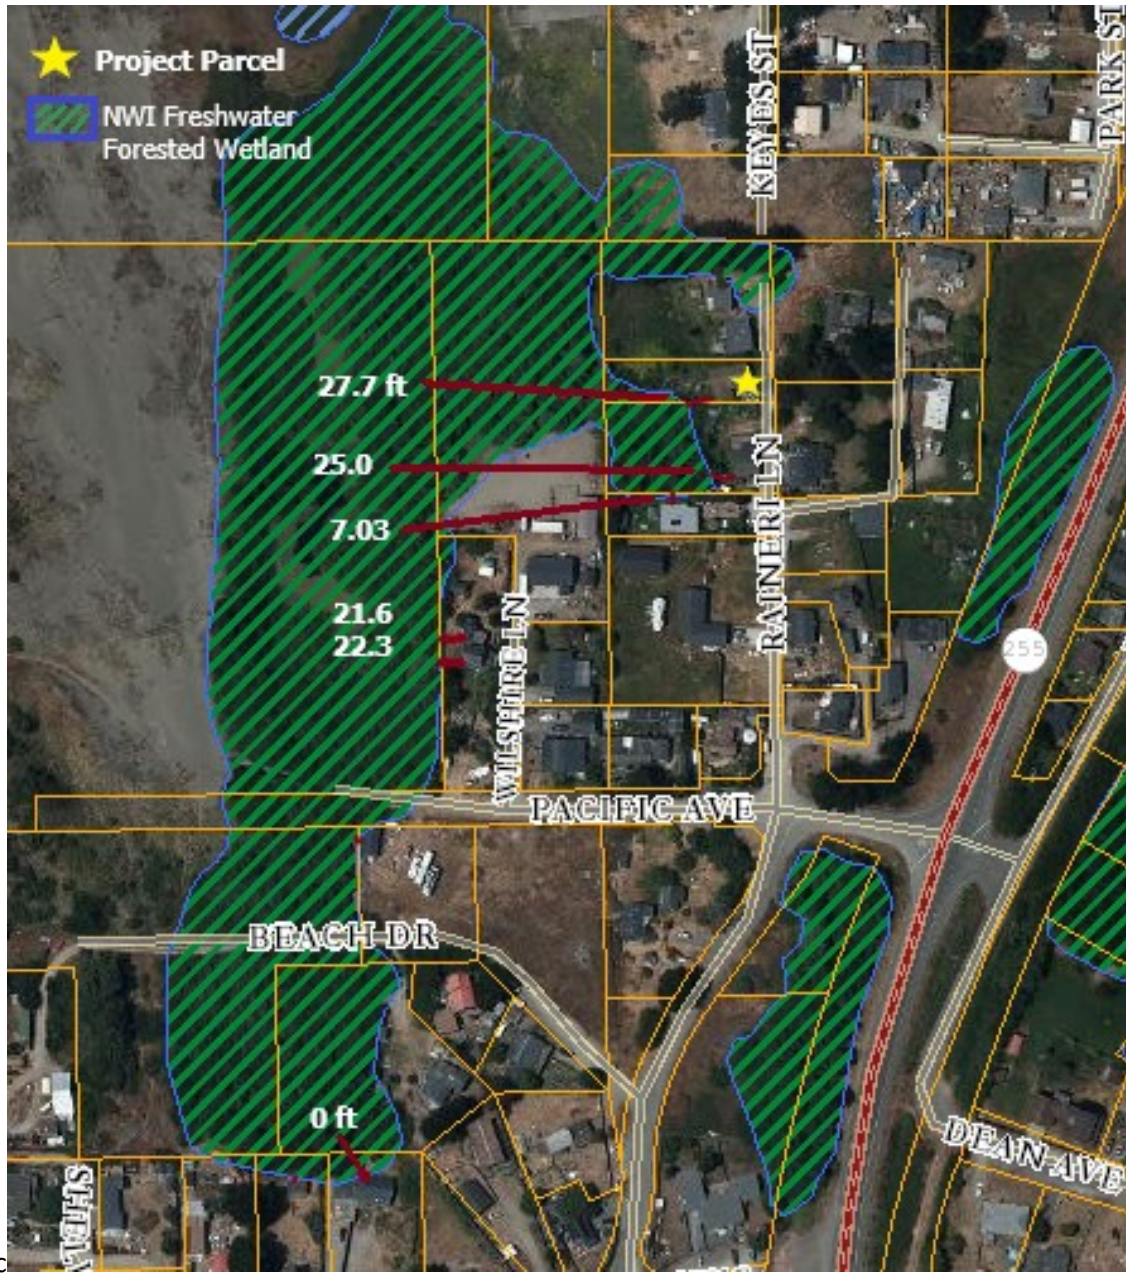 Project Parcel
NWI Freshwater
Forested Wetland
KEYES ST
PARK ST
27.7 ft
25.0
7.03
RAINERI LN
21.6
22.3
255
WILSHIRE LN
PACIFIC AVE
BEACH DR
0 ft
DEAN AVE